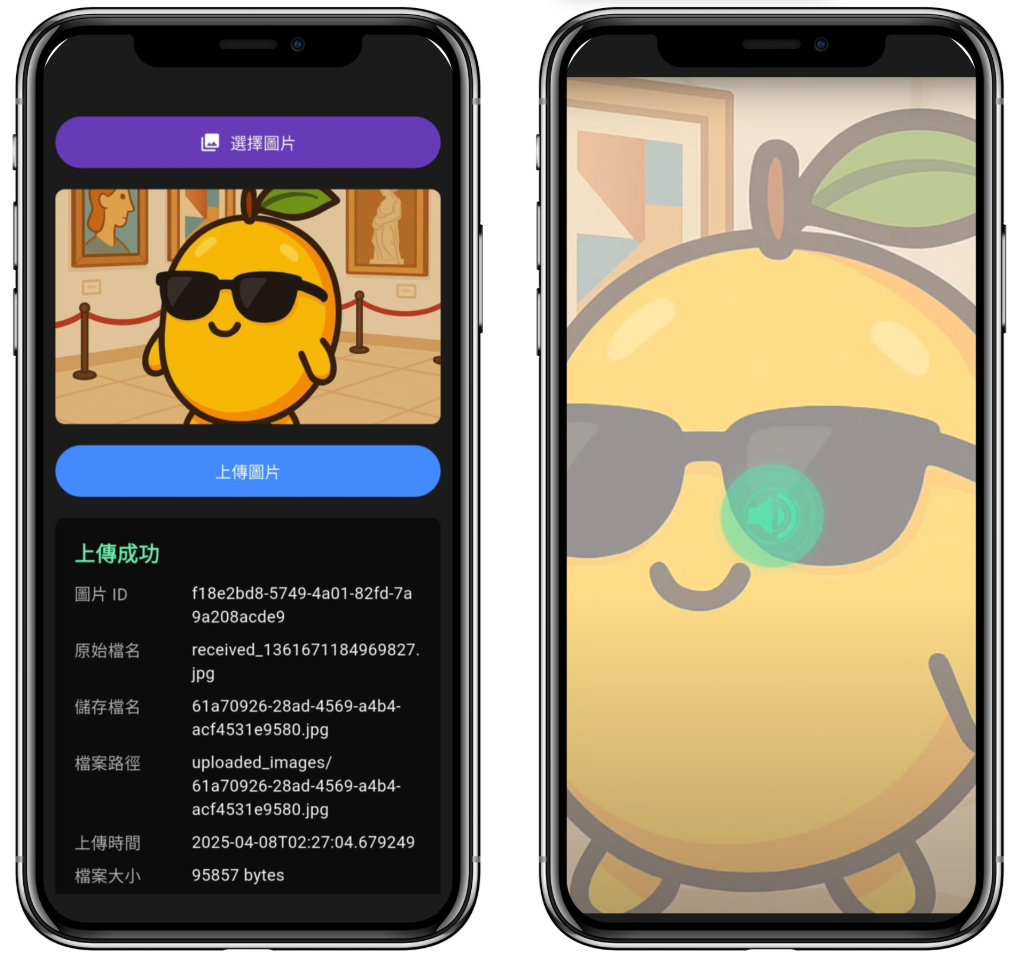 選擇圖片
上傳圖片
上傳成功
圖片 ID
f18e2bd8-5749-4a01-82fd-7a
9a208acde9
原始檔名
received_1361671184969827.
jpg
儲存檔名
61a70926-28ad-4569-a4b4-
acf4531e9580.jpg
檔案路徑
uploaded_images/
61a70926-28ad-4569-a4b4-
acf4531e9580.jpg
上傳時間
2025-04-08T02:27:04.679249
檔案大小
95857 bytes